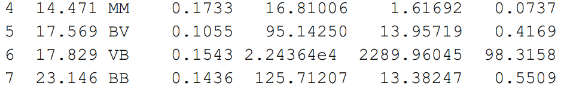 4 14.471 MM 0.1733 16.81006 1.61692 0.0737
5 17.569 BV 0.1055 95.14250 13.95719 0.4169
6 17.829 VB 0.1543 2.24364e4 2289.96045 98.3158
7 23.146 BB 0.1436 125.71207 13.38247 0.5509